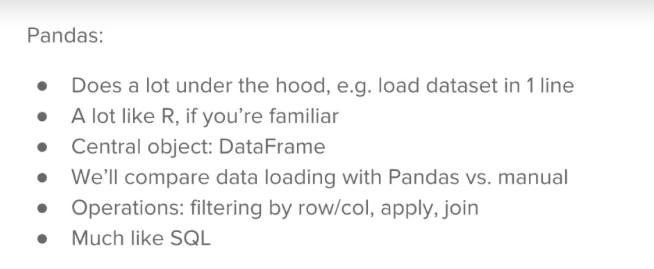 Pandas:
● Does a lot under the hood, e.g. load dataset in 1 line
● A lot like R, if you’re familiar
● Central object: DataFrame
● We’ll compare data loading with Pandas vs. manual
● Operations: filtering by row/col, apply, join
● Much like SQL